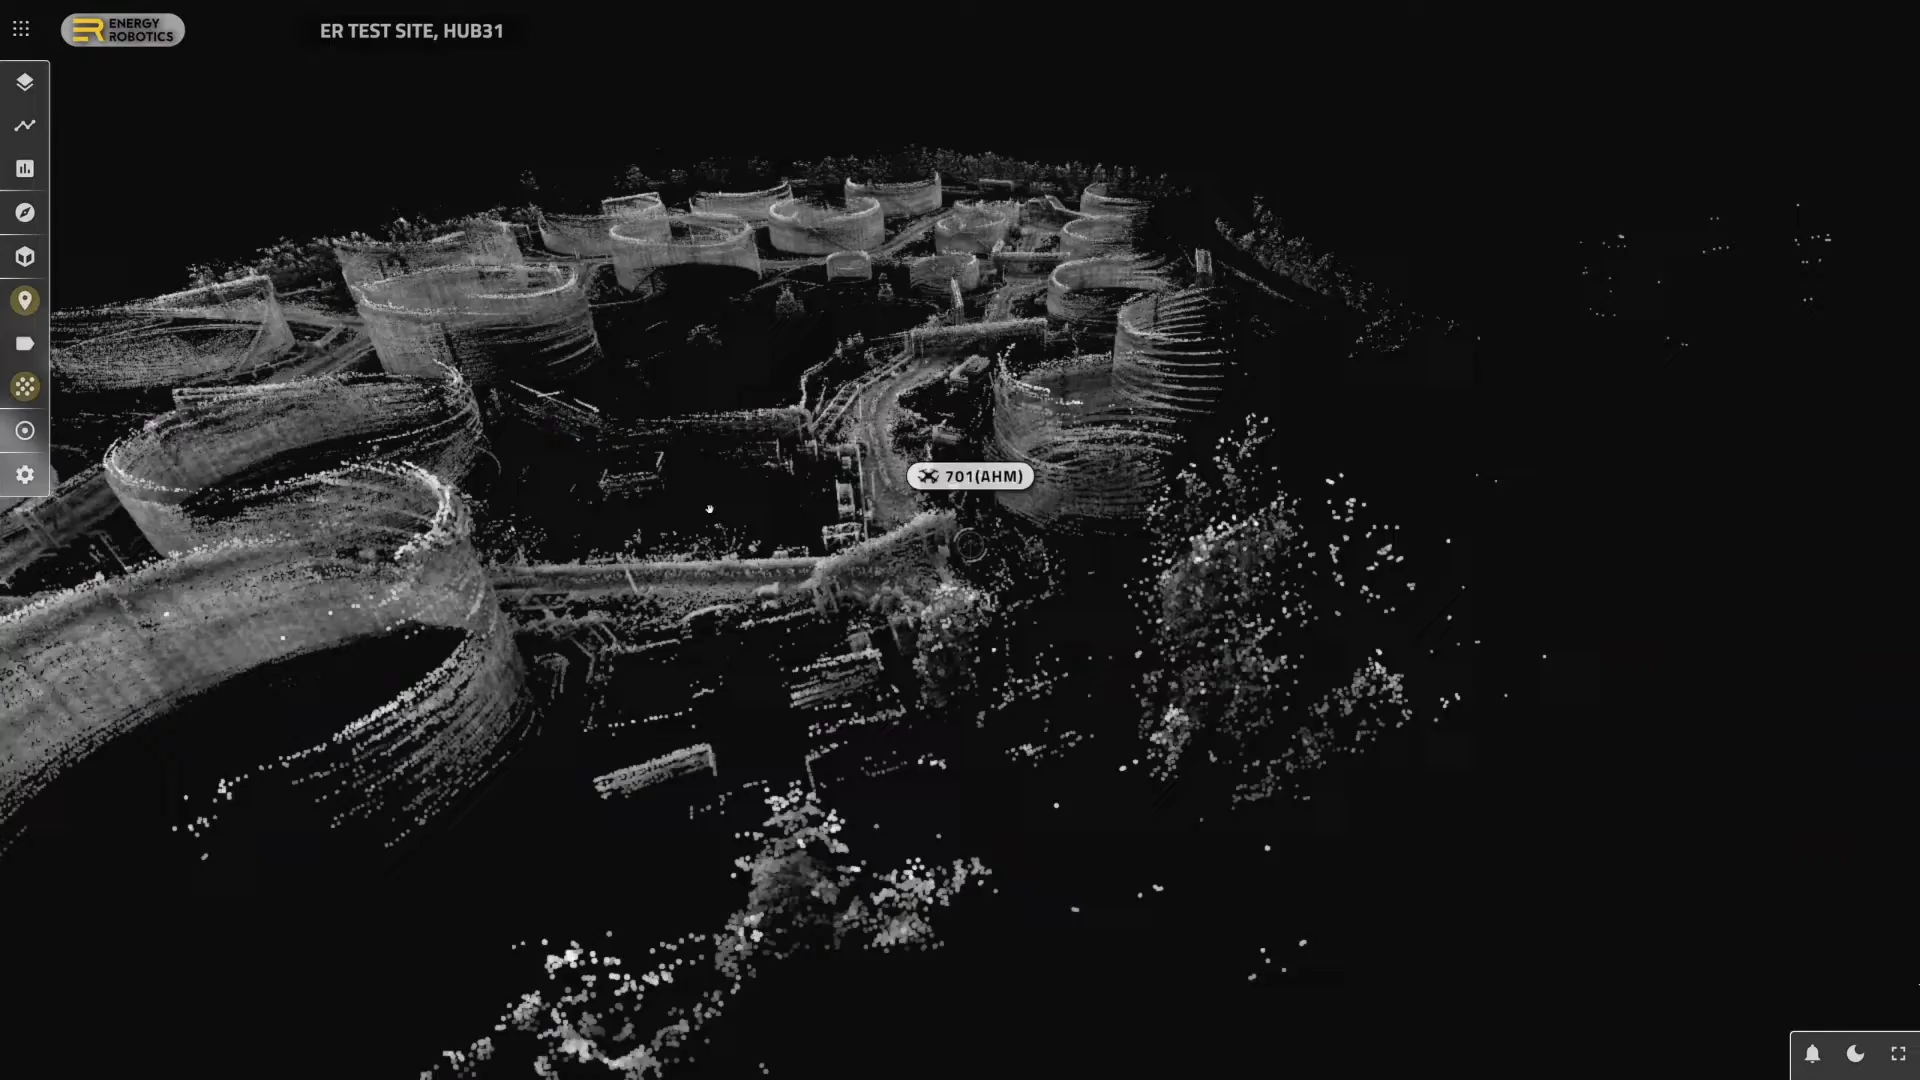 ENERGY
ROBOTICS
ER TEST SITE, HUB31
701(AHM)